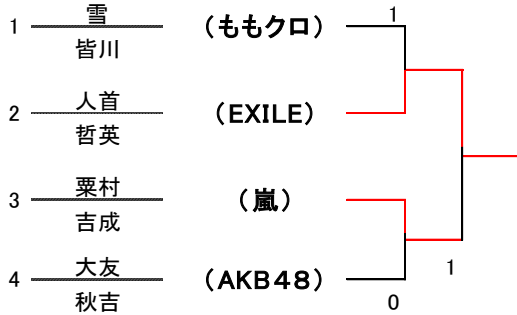 雪 (ももクロ) 1
1
皆川
人首
2 (EXILE)
哲英
粟村
3 (嵐)
吉成
大友 1
4 (AKB48)
秋吉 0